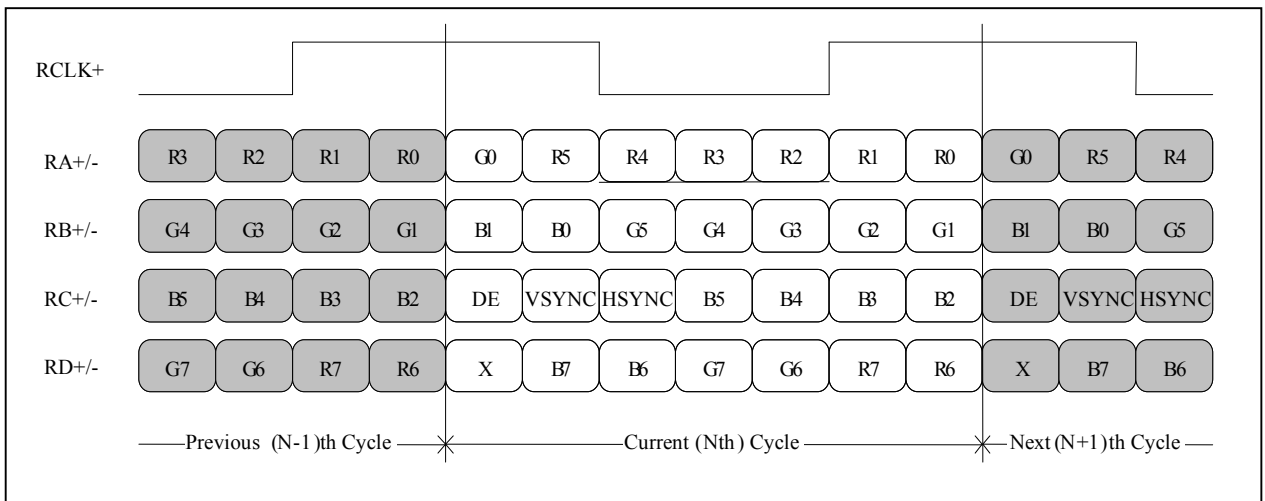 RCLK+
RA+/- R3 R2 R1 R0 G0 R5 R4 R3 R2 R1 R0 G0 R5 R4
RB+/- G4 G3 G2 G1 B1 B0 G5 G4 G3 G2 G1 B1 B0 G5
RC+/- B5 B4 B3 B2 DE VSYNC HSYNC B5 B4 B3 B2 DE VSYNC HSYNC
RD+/- G7 G6 R7 R6 X B7 B6 G7 G6 R7 R6 X B7 B6
Previous (N-1)th Cycle Current (Nth) Cycle Next (N+1)th Cycle